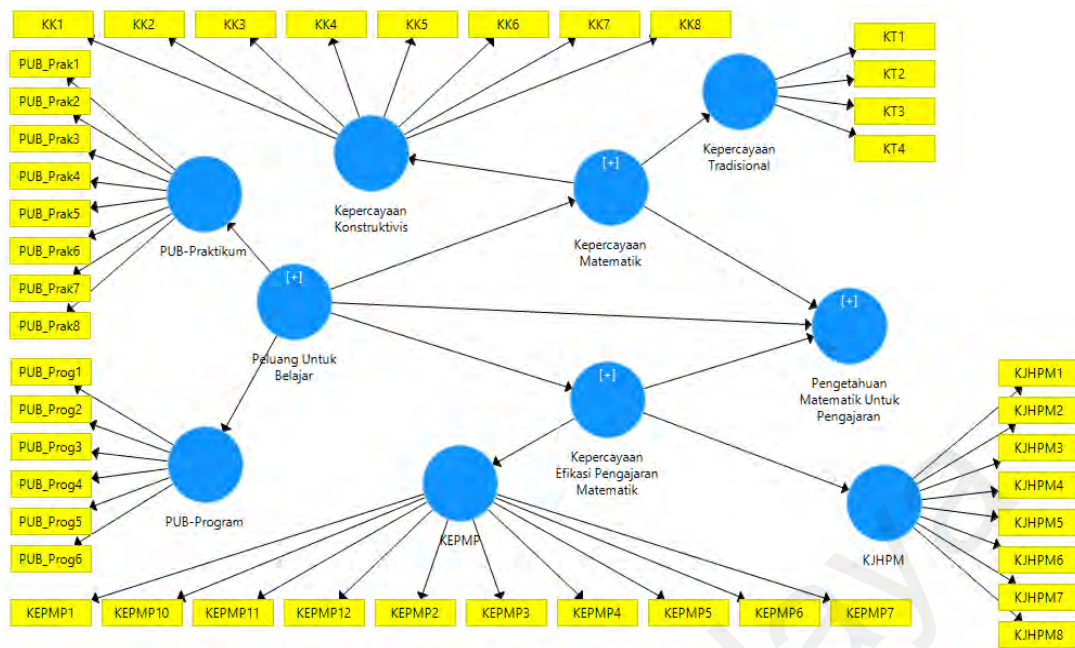 KK1
KK2
KK3
KK4
KK5
KK6
KK7
KK8
KT1
KT2
KT3
KT4
PUB_Prak1
PUB_Prak2
PUB_Prak3
PUB_Prak4
PUB_Prak5
PUB_Prak6
PUB_Prak7
PUB_Prak8
Kepercayaan
Tradisional
Kepercayaan
Konstruktivis
[+]
Kepercayaan
Matematik
PUB-Praktikum
[+]
Peluang Untuk
Belajar
[+]
Pengetahuan
Matematik Untuk
Pengajaran
PUB_Prog1
PUB_Prog2
PUB_Prog3
PUB_Prog4
PUB_Prog5
PUB_Prog6
PUB-Program
[+]
Kepercayaan
Efikasi Pengajaran
Matematik
KEPMP
KJHPM
KJHPM1
KJHPM2
KJHPM3
KJHPM4
KJHPM5
KJHPM6
KJHPM7
KJHPM8
KEPMP1
KEPMP10
KEPMP11
KEPMP12
KEPMP2
KEPMP3
KEPMP4
KEPMP5
KEPMP6
KEPMP7